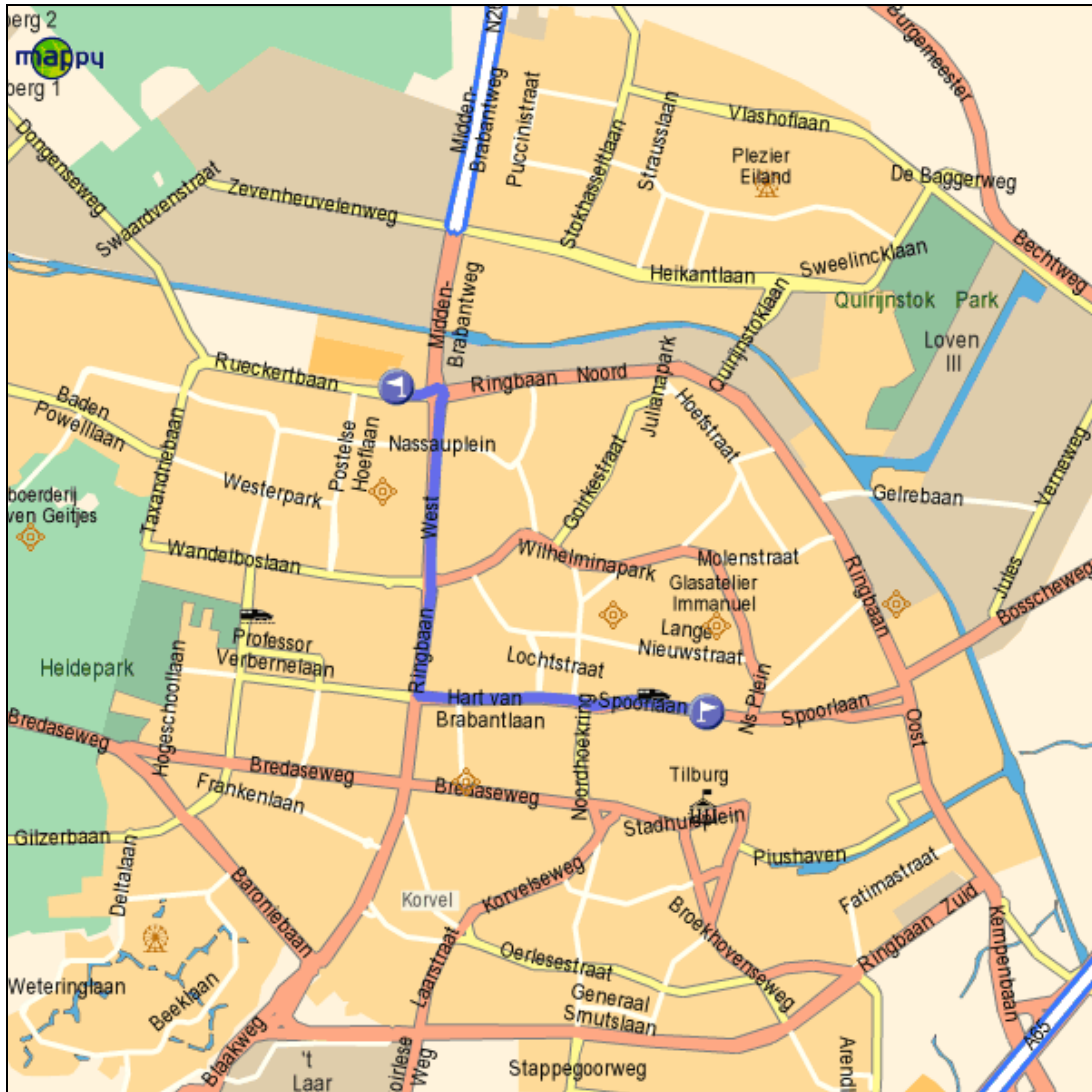 berg 2
mappy
berg 1
N26
Midden-
Brabantweg
Puccinistraat
Stokhasseltlaan
Strausslaan
Vlashoflaan
Plezier
Eiland
De Baggerweg
Burgemeester
Bechtweg
Dongenseweg
Swaardvenstraat
Zevenheuvelenweg
Heikantlaan
Sweelincklaan
Quirijnstok Park
Loven
III
Midden-
Brabantweg
Quirijnstoklaan
Rueckertbaan
Ringbaan Noord
Julianapark
Hoefstraat
Baden
Powelllaan
Taxandriebaan
Westerpark
Postelse
Hoeflaan
Nassauplein
Goirkestraat
Gelrebaan
Jules Verneweg
boerderij
ven Geitjes
Wandelboslaan
Ringbaan West
Wilhelminapark
Molenstraat
Glasatelier
Immanuel
Lange
Nieuwstraat
Ringbaan Oost
Bosscheweg
Heidepark
Professor
Verbernelaan
Hogeschoollaan
Lochtstraat
Hart van
Brabantlaan
Spoorlaan
Ns Plein
Spoorlaan
Bredaseweg
Bredaseweg
Bredaseweg
Noordhoekring
Tilburg
Stadhuisplein
Frankenlaan
Gilzerbaan
Deltalaan
Baroniebaan
Korvel
Korvelseweg
Piushaven
Fatimastraat
Broekhovenseweg
Ringbaan Zuid
Kempenbaan
Laarstraat
Oerlesestraat
Generaal
Smutslaan
Weteringlaan
Beeklaan
Blaakweg
't
Laar
oirlese
Weg
Stappegoorweg
Arendl
A65